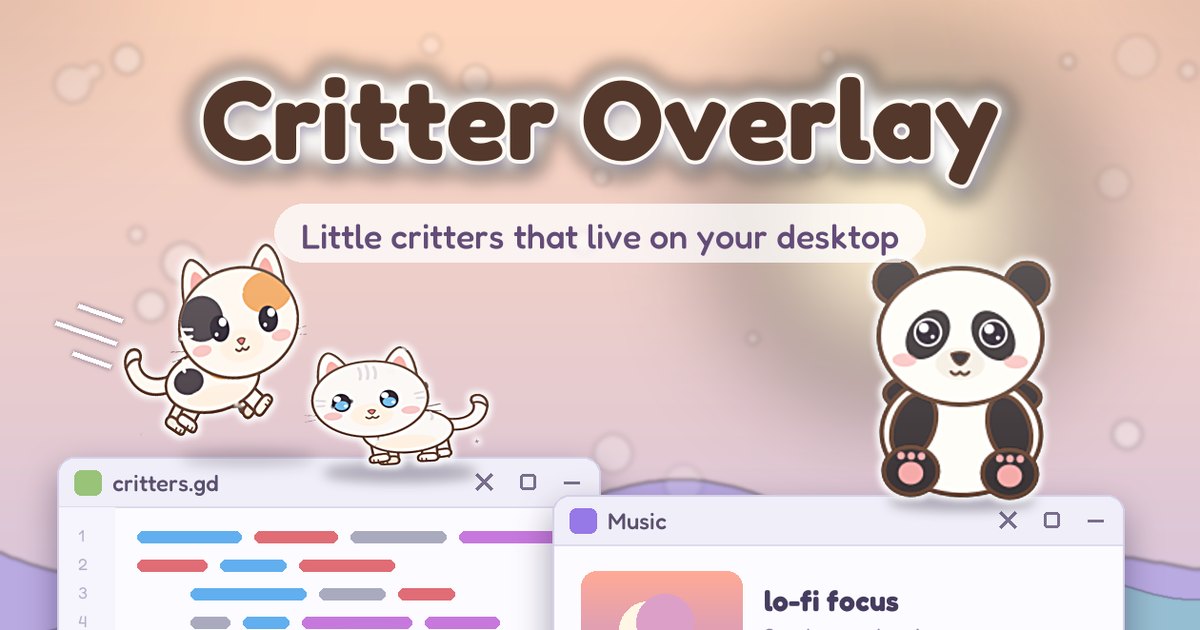 Critter Overlay
Little critters that live on your desktop
critters.gd
1
2
3
4
Music
lo-fi focus